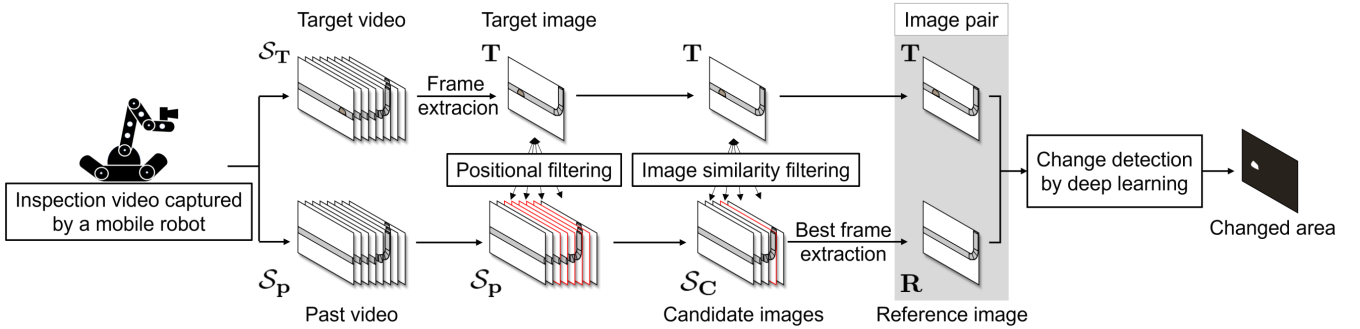 Target video
Target image
Image pair
S_T
T
T
T
Frame
extracion
Positional filtering
Image similarity filtering
Change detection
by deep learning
Inspection video captured
by a mobile robot
Best frame
extraction
Changed area
S_P
S_P
S_C
R
Past video
Candidate images
Reference image